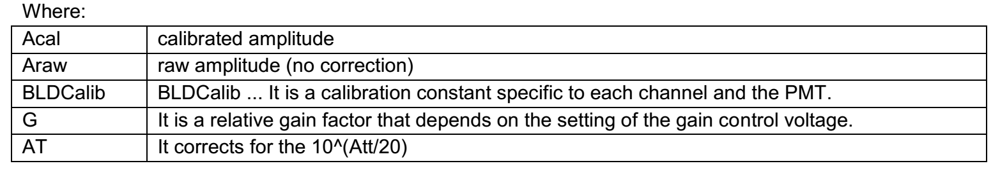 Where:
Acal calibrated amplitude
Araw raw amplitude (no correction)
BLDCalib BLDCalib ... It is a calibration constant specific to each channel and the PMT.
G It is a relative gain factor that depends on the setting of the gain control voltage.
AT It corrects for the 10^(Att/20)